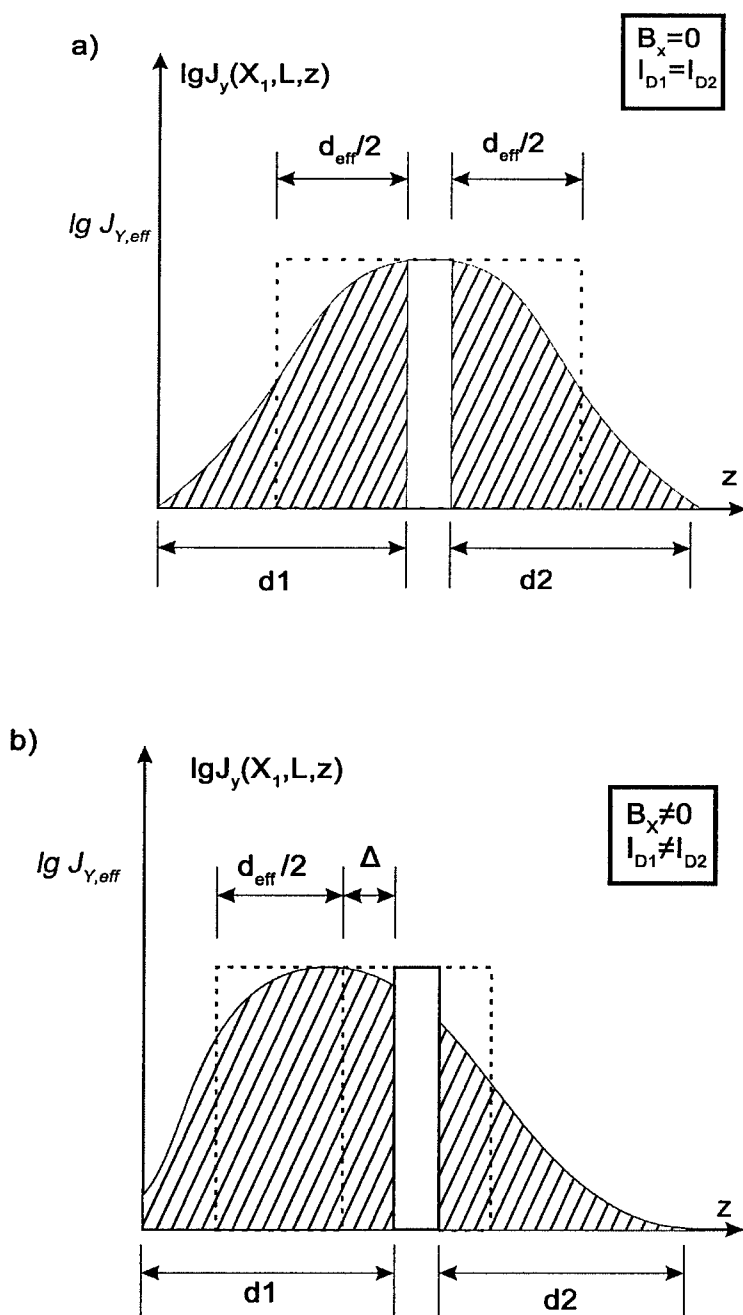 a)
B_x=0
I_D1=I_D2
lgJ_y(X_1,L,z)
d_eff/2 d_eff/2
lg J_Y,eff
z
d1 d2
b)
lgJ_y(X_1,L,z)
B_X≠0
I_D1≠I_D2
lg J_Y,eff
d_eff/2 Δ
z
d1 d2